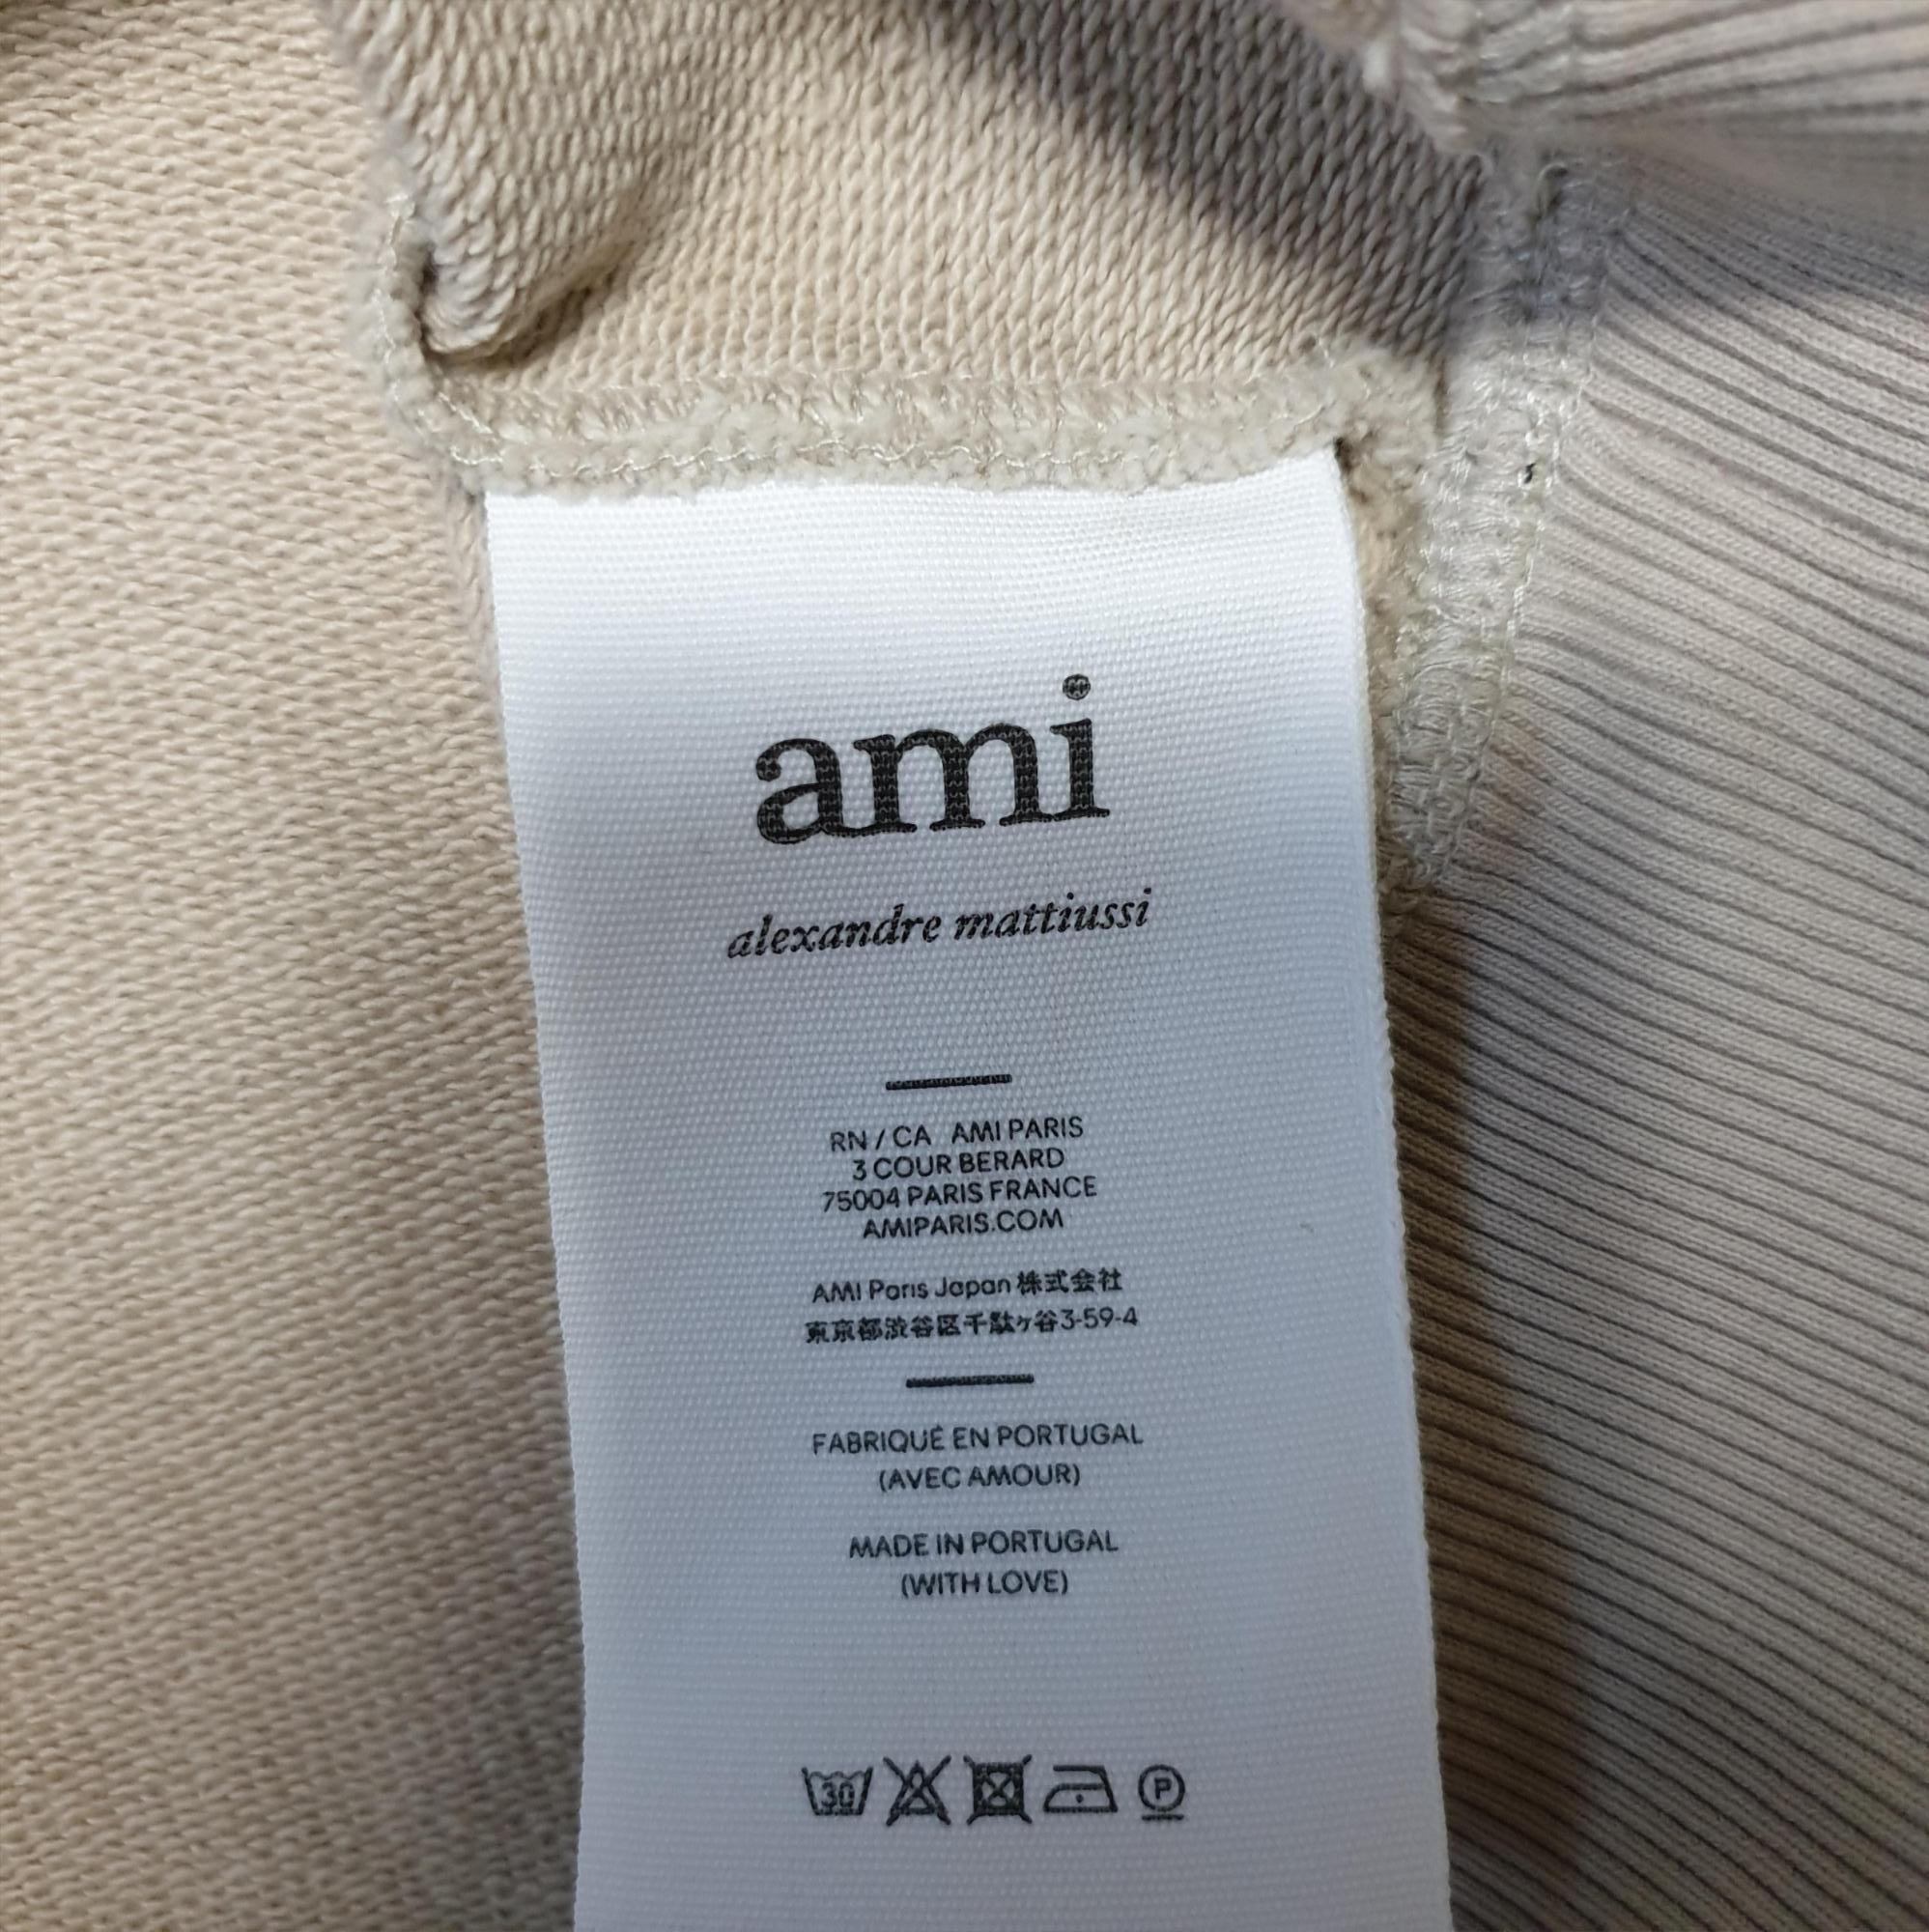 ami
alexandre mattiussi
RN / CA AMI PARIS
3 COUR BERARD
75004 PARIS FRANCE
AMIPARIS.COM
AMI Paris Japan 株式会社
東京都渋谷区千駄ヶ谷3-59-4
FABRIQUÉ EN PORTUGAL
(AVEC AMOUR)
MADE IN PORTUGAL
(WITH LOVE)
30 P